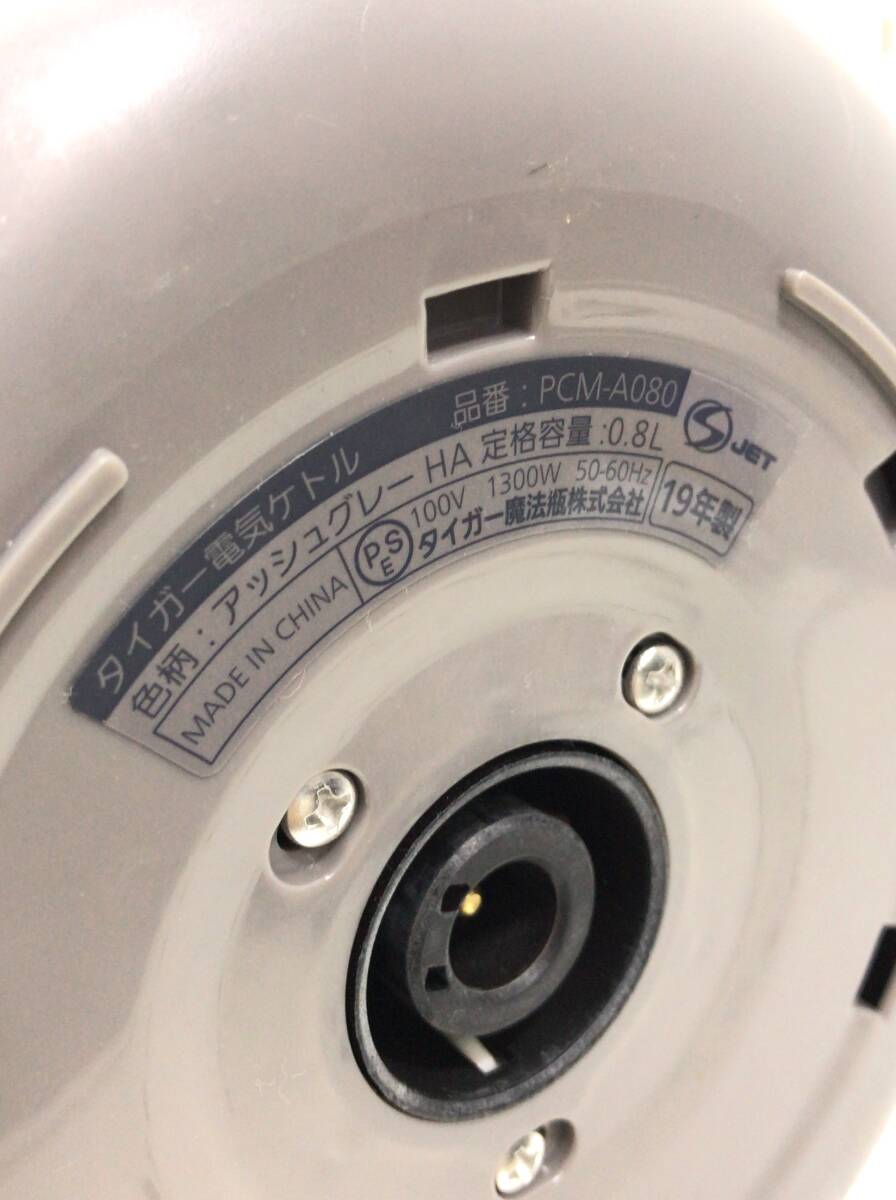 タイガー電気ケトル 品番：PCM-A080
色柄：アッシュグレー HA 定格容量:0.8L
MADE IN CHINA
PSE 100V 1300W 50-60Hz
タイガー魔法瓶株式会社
19年製
S JET